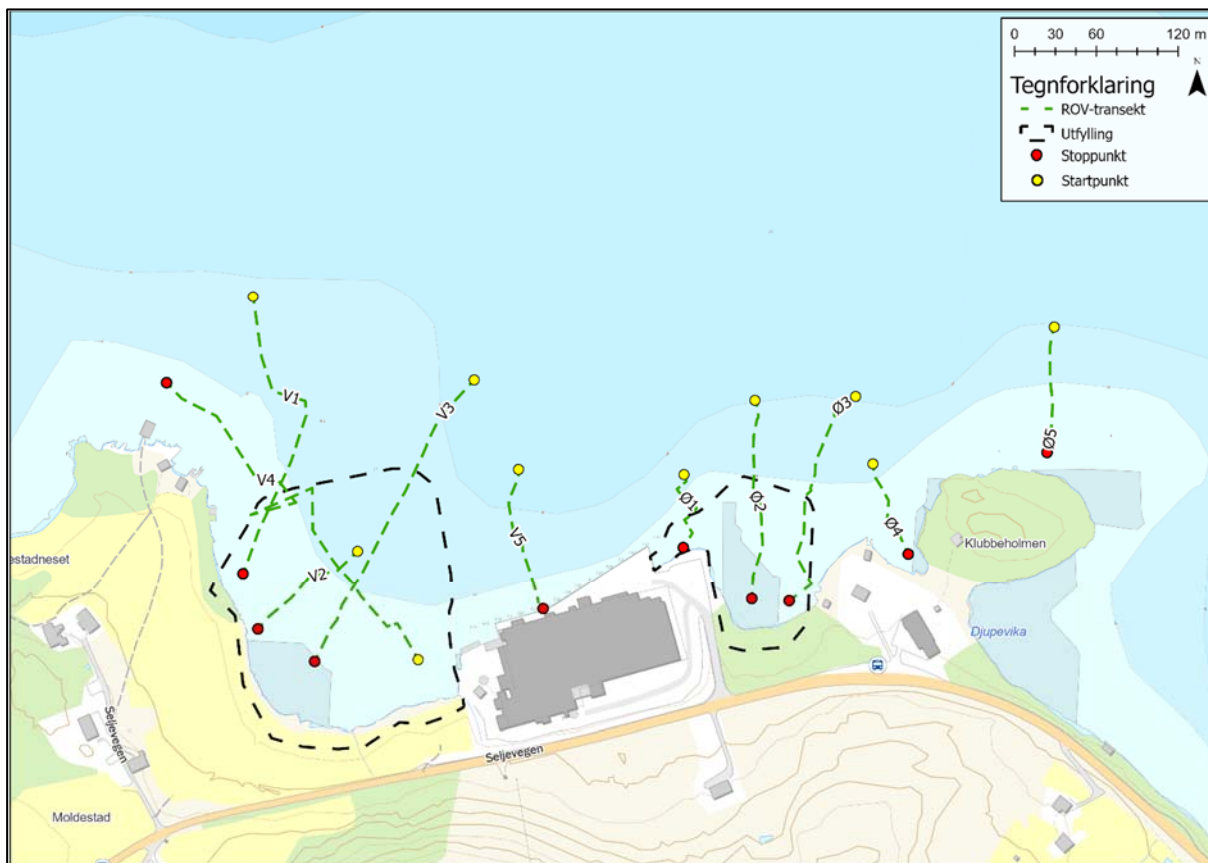 0 30 60 120 m
N
Tegnforklaring
ROV-transekt
Utfylling
Stoppunkt
Startpunkt
V1
V3
Ø3
Ø5
V4
Ø1
Ø2
V5
Ø4
Klubbeholmen
estadneset
V2
Djupevika
Seljevegen
Seljevegen
Moldestad